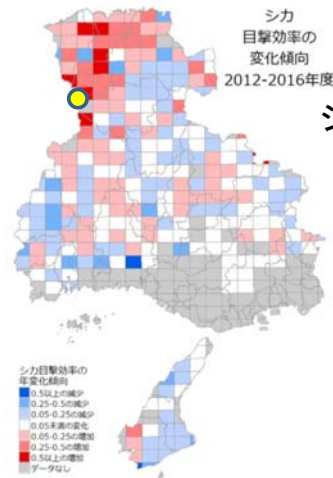 シカ
目撃効率の
変化傾向
2012-2016年度
シカ目撃効率の
年変化傾向
0.5以上の減少
0.25-0.5の減少
0.05-0.25の減少
0.05未満の変化
0.05-0.25の増加
0.25-0.5の増加
0.5以上の増加
データなし